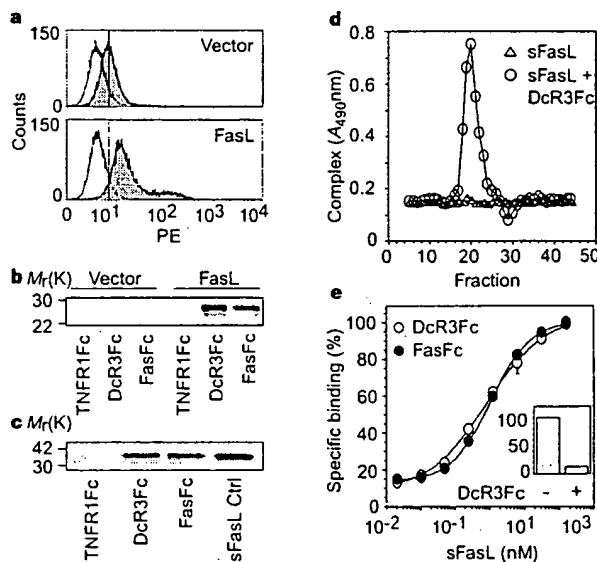 a
150
Vector
0
150
FasL
0
Counts
0 10¹ 10² 10³ 10⁴
PE
b Mr(K) Vector FasL
30
22
TNFR1Fc
DcR3Fc
FasFc
TNFR1Fc
DcR3Fc
FasFc
c Mr(K)
42
30
TNFR1Fc
DcR3Fc
FasFc
sFasL Ctrl
d
sFasL
sFasL +
DcR3Fc
Complex (A490nm)
0.8
0.6
0.4
0.2
0
10 20 30 40 50
Fraction
e
DcR3Fc
FasFc
Specific binding (%)
120
100
80
60
40
20
0
100
50
0
DcR3Fc - +
10⁻² 10⁻¹ 10¹ 10³
sFasL (nM)